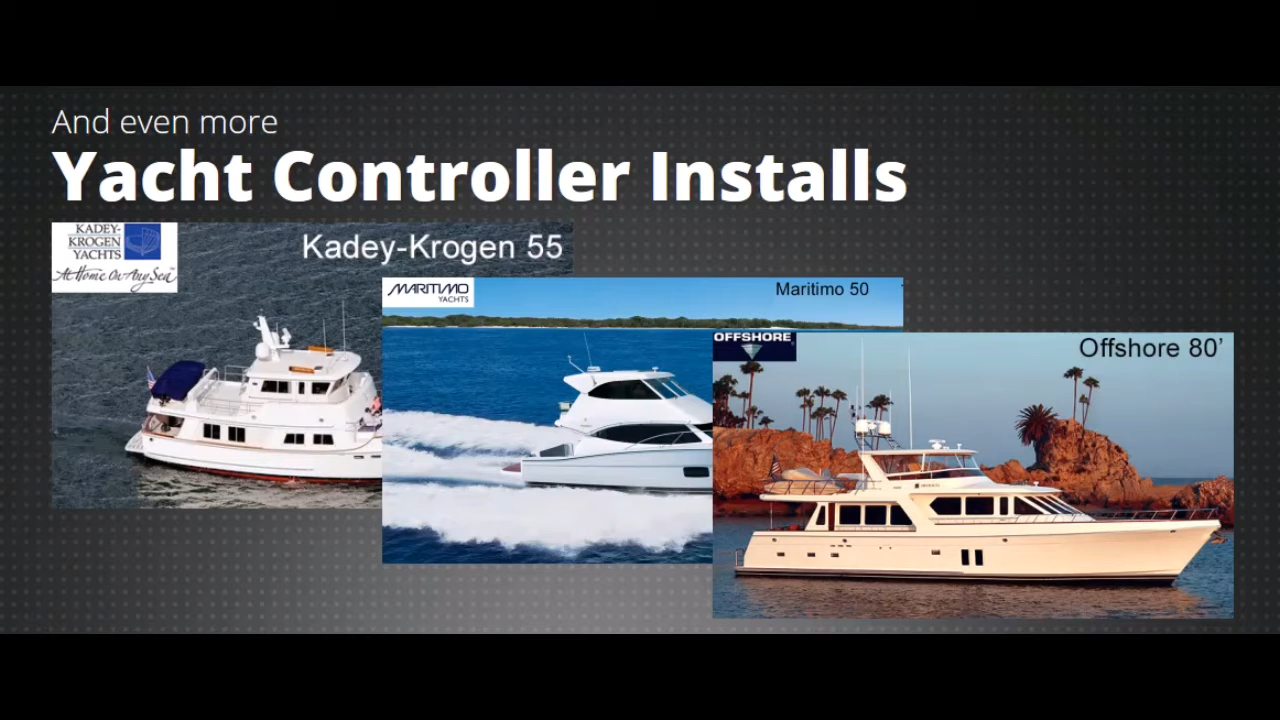 And even more
Yacht Controller Installs
KADEY-
KROGEN
YACHTS
At Home On Any Sea
Kadey-Krogen 55
MARITIMO
YACHTS
Maritimo 50
OFFSHORE
Offshore 80’